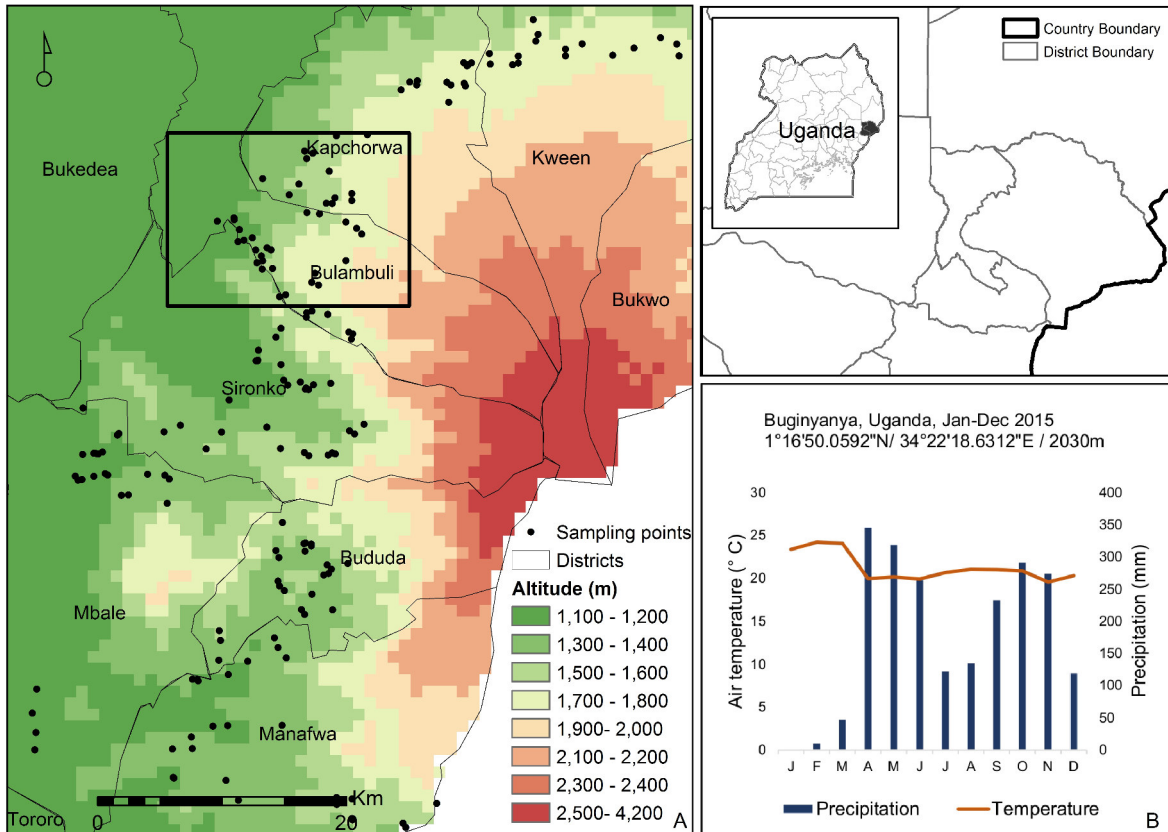 Bukedea
Kapchorwa
Kween
Bulambuli
Bukwo
Sironko
Bududa
Mbale
Manafwa
Tororo
0
20
Km
Sampling points
Districts
Altitude (m)
1,100 - 1,200
1,300 - 1,400
1,500 - 1,600
1,700 - 1,800
1,900- 2,000
2,100 - 2,200
2,300 - 2,400
2,500 - 4,200
A
Country Boundary
District Boundary
Uganda
Buginyanya, Uganda, Jan-Dec 2015
1°16'50.0592"N/ 34°22'18.6312"E / 2030m
Air temperature (° C)
30
25
20
15
10
5
0
Precipitation (mm)
400
350
300
250
200
150
100
50
0
J F M A M J J A S O N D
Precipitation
Temperature
B